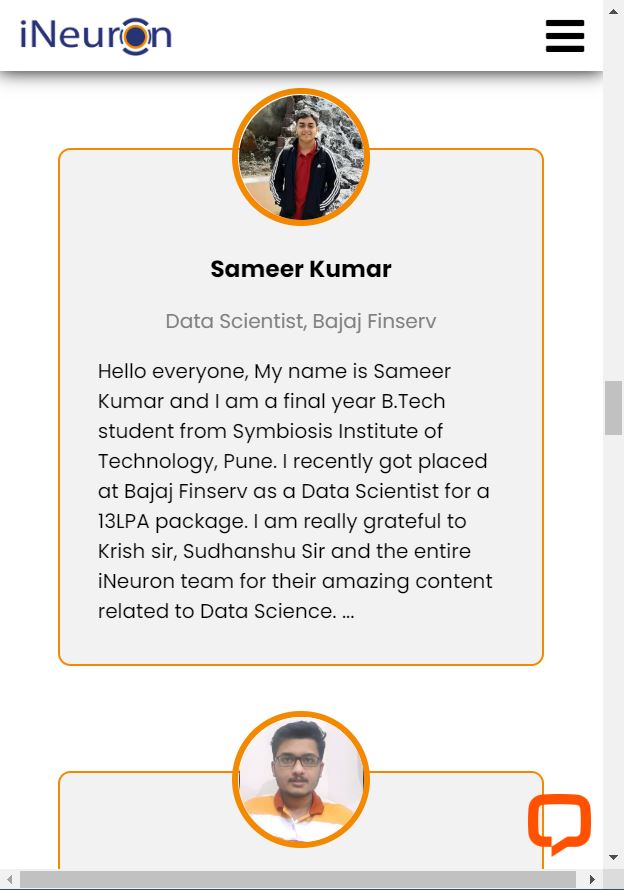 iNeuron
Sameer Kumar
Data Scientist, Bajaj Finserv
Hello everyone, My name is Sameer
Kumar and I am a final year B.Tech
student from Symbiosis Institute of
Technology, Pune. I recently got placed
at Bajaj Finserv as a Data Scientist for a
13LPA package. I am really grateful to
Krish sir, Sudhanshu Sir and the entire
iNeuron team for their amazing content
related to Data Science. ...